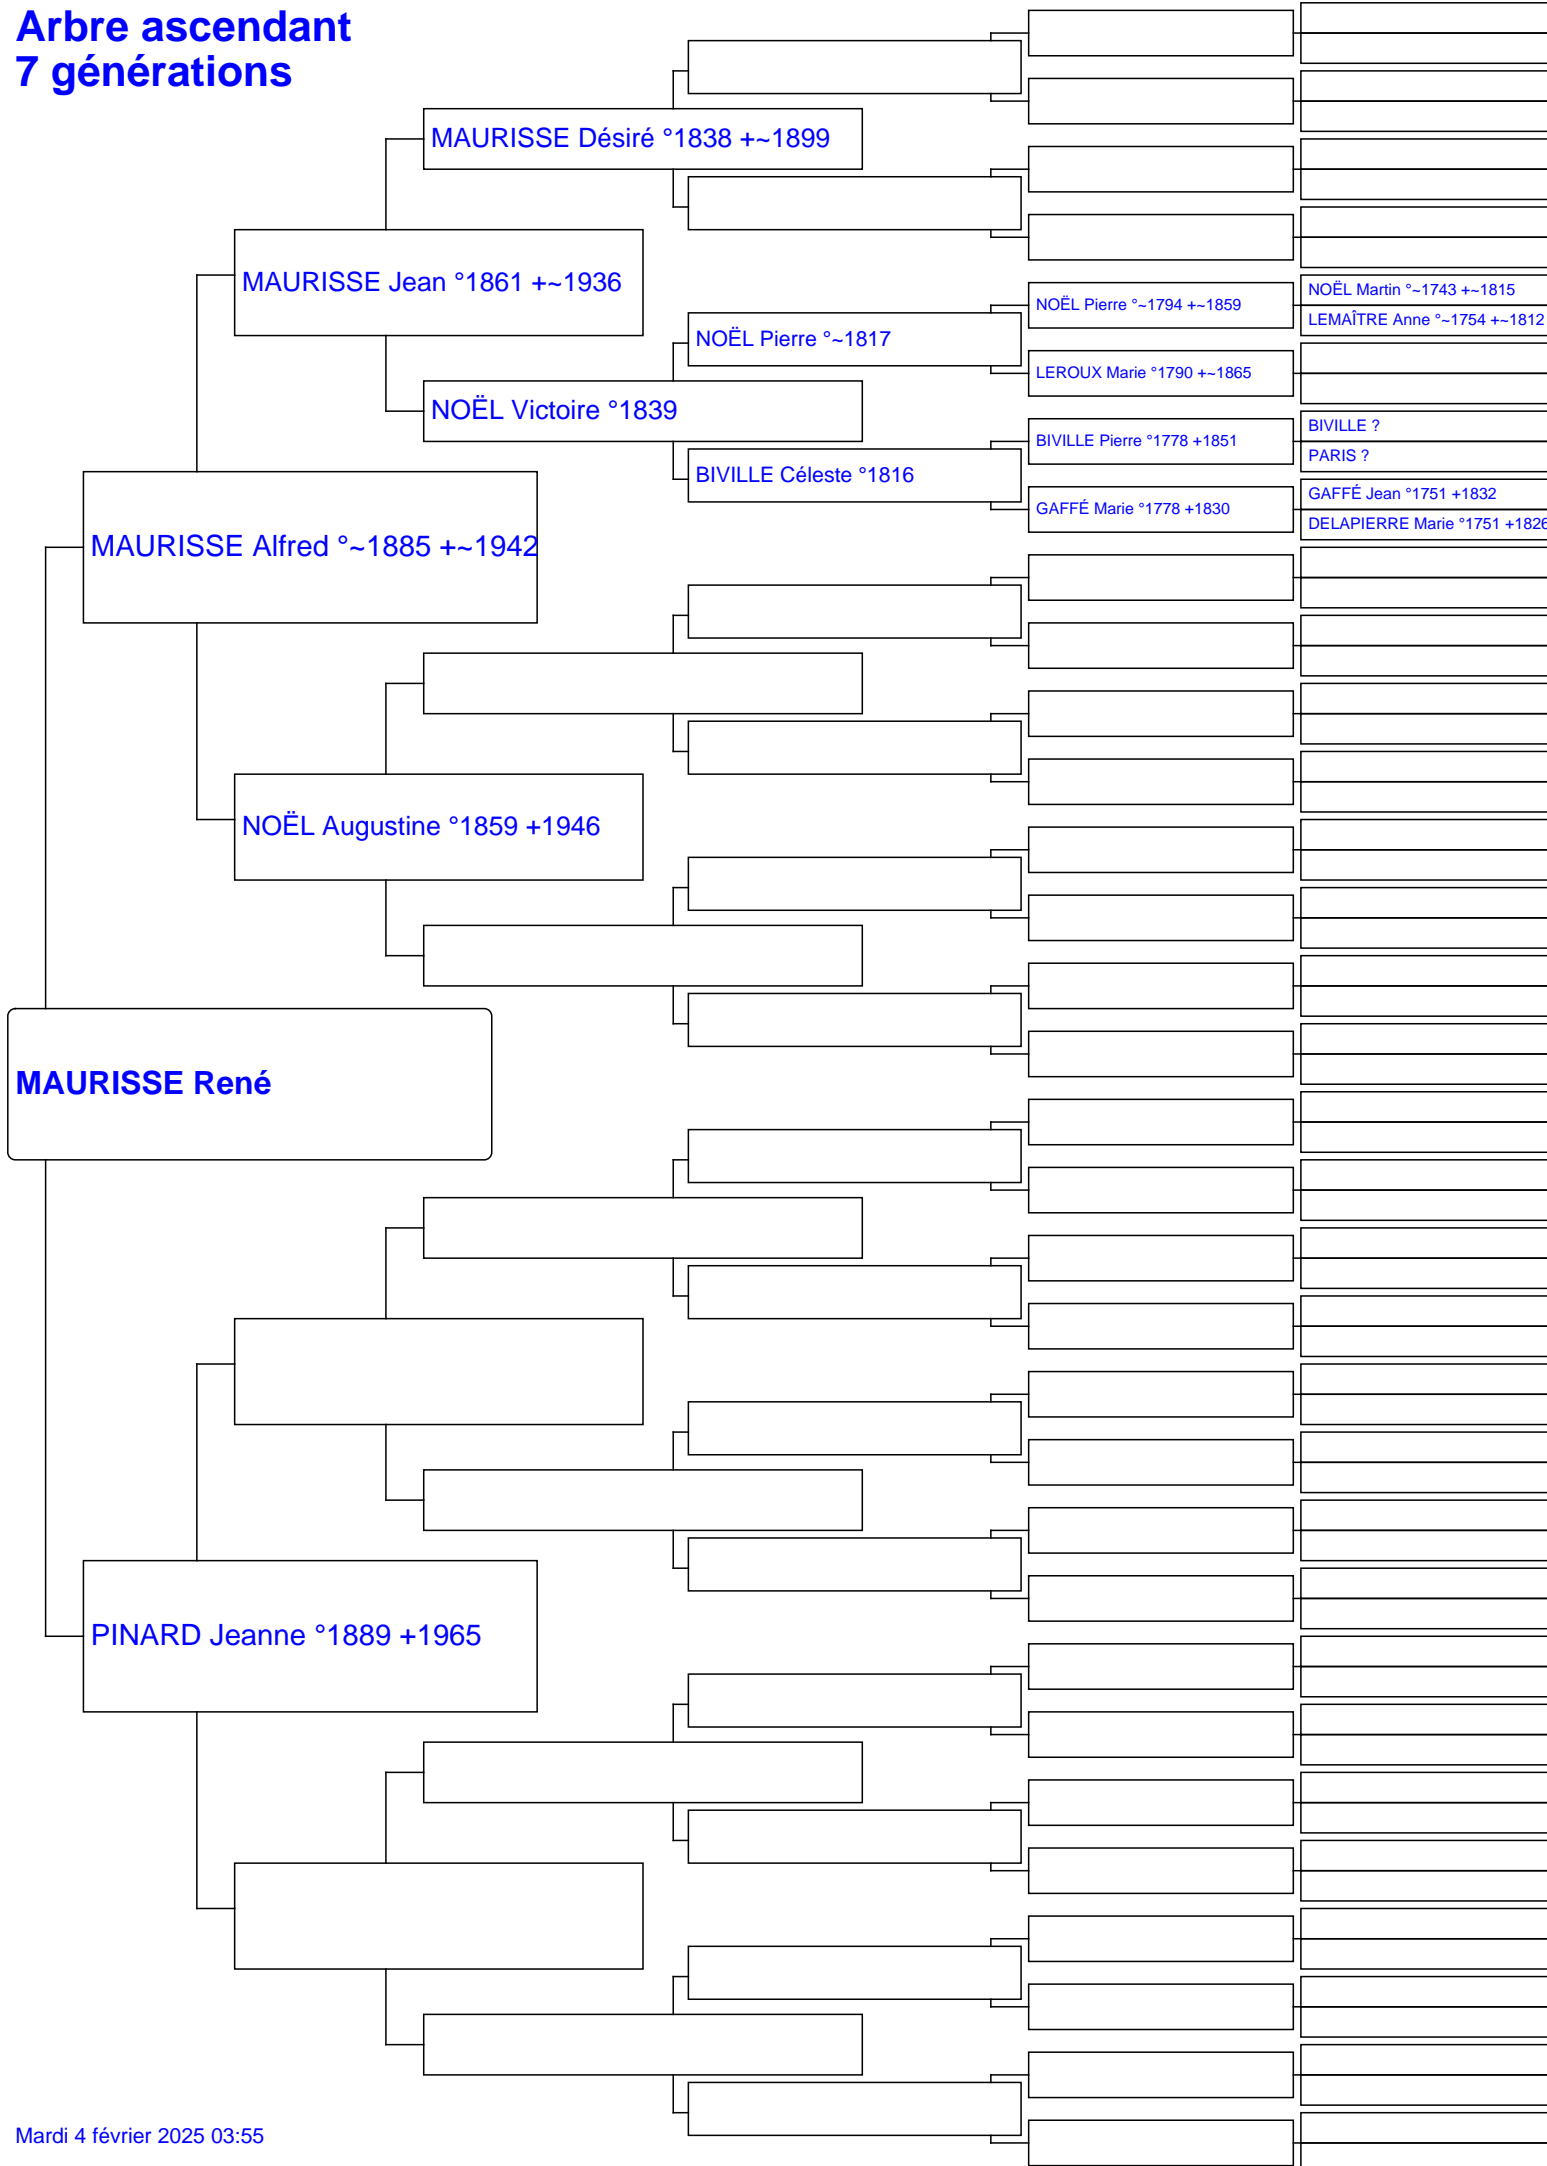 Arbre ascendant
7 générations
MAURISSE Désiré °1838 +~1899
MAURISSE Jean °1861 +~1936
NOËL Martin °~1743 +~1815
NOËL Pierre °~1794 +~1859
LEMAÎTRE Anne °~1754 +~1812
NOËL Pierre °~1817
LEROUX Marie °1790 +~1865
NOËL Victoire °1839
BIVILLE ?
BIVILLE Pierre °1778 +1851
PARIS ?
BIVILLE Céleste °1816
GAFFÉ Jean °1751 +1832
GAFFÉ Marie °1778 +1830
DELAPIERRE Marie °1751 +1826
MAURISSE Alfred °~1885 +~1942
NOËL Augustine °1859 +1946
MAURISSE René
PINARD Jeanne °1889 +1965
Mardi 4 février 2025 03:55